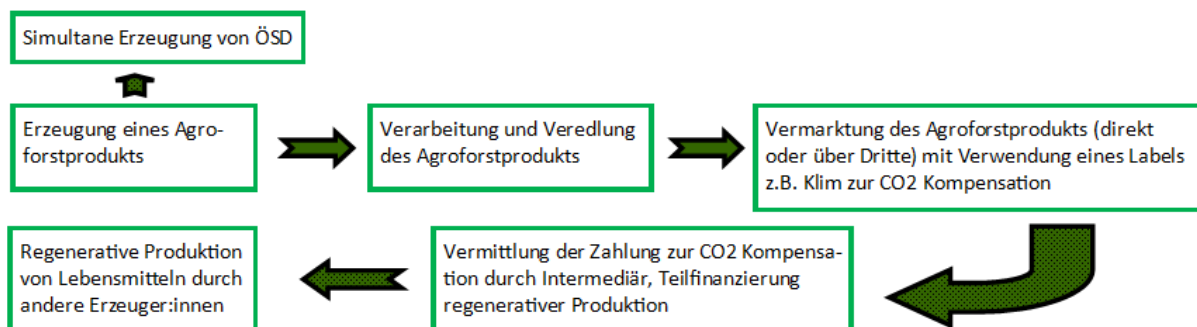 Simultane Erzeugung von ÖSD
Erzeugung eines Agro-
forstprodukts
Verarbeitung und Veredlung
des Agroforstprodukts
Vermarktung des Agroforstprodukts (direkt
oder über Dritte) mit Verwendung eines Labels
z.B. Klim zur CO2 Kompensation
Regenerative Produktion
von Lebensmitteln durch
andere Erzeuger:innen
Vermittlung der Zahlung zur CO2 Kompensa-
tion durch Intermediär, Teilfinanzierung
regenerativer Produktion